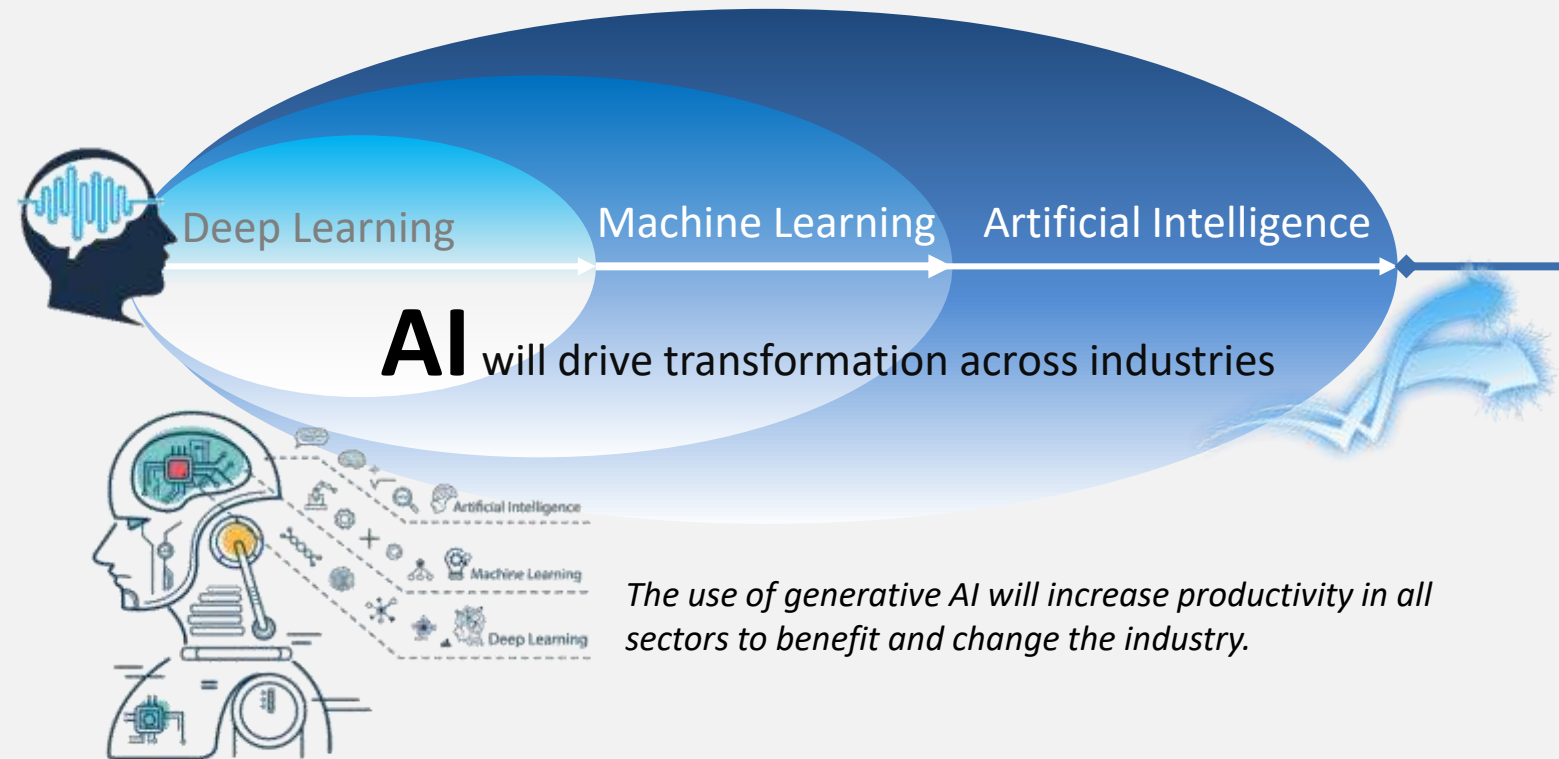 Deep Learning
Machine Learning
Artificial Intelligence
AI will drive transformation across industries
Artificial Intelligence
Machine Learning
Deep Learning
The use of generative AI will increase productivity in all
sectors to benefit and change the industry.